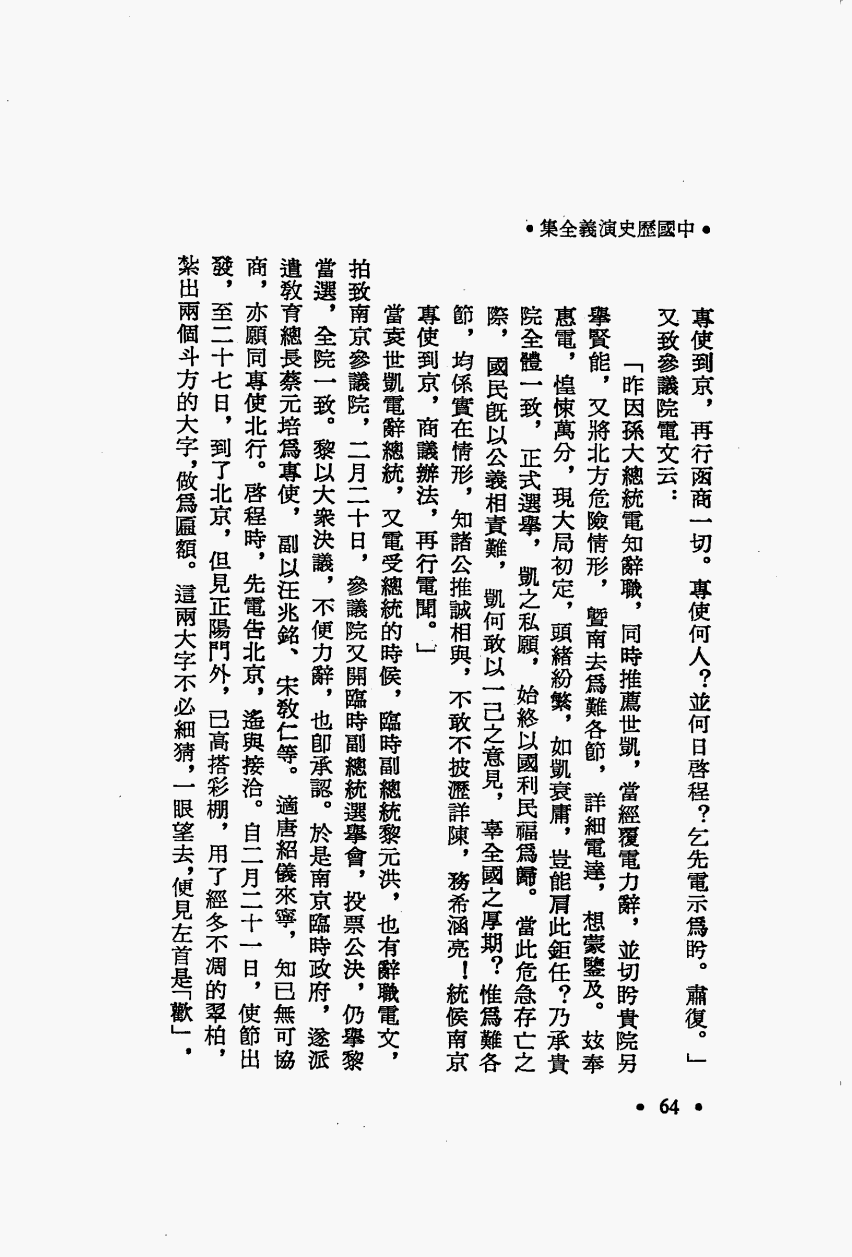 •中國歷史演義全集•
專使到京，再行函商一切。專使何人？並何日啓程？乞先電示爲盼。肅復。」
又致參議院電文云：
「昨因孫大總統電知辭職，同時推薦世凱，當經覆電力辭，並切盼貴院另
舉賢能，又將北方危險情形，曁南去爲難各節，詳細電達，想蒙鑒及。玆奉
惠電，惶悚萬分，現大局初定，頭緒紛繁，如凱衰庸，豈能肩此鉅任？乃承貴
院全體一致，正式選舉，凱之私願，始終以國利民福爲歸。當此危急存亡之
際，國民旣以公義相責難，凱何敢以一己之意見，辜全國之厚期？惟爲難各
節，均係實在情形，知諸公推誠相與，不敢不披瀝詳陳，務希涵亮！統候南京
專使到京，商議辦法，再行電聞。」
當袁世凱電辭總統，又電受總統的時候，臨時副總統黎元洪，也有辭職電文，
拍致南京參議院，二月二十日，參議院又開臨時副總統選舉會，投票公決，仍舉黎
當選，全院一致。黎以大衆決議，不便力辭，也卽承認。於是南京臨時政府，遂派
遣敎育總長蔡元培爲專使，副以汪兆銘、宋敎仁等。適唐紹儀來寧，知已無可協
商，亦願同專使北行。啓程時，先電告北京，遙與接洽。自二月二十一日，使節出
發，至二十七日，到了北京，但見正陽門外，已高搭彩棚，用了經冬不凋的翠柏，
紮出兩個斗方的大字，做爲匾額。這兩大字不必細猜，一眼望去，便見左首是「歡」，
• 64 •